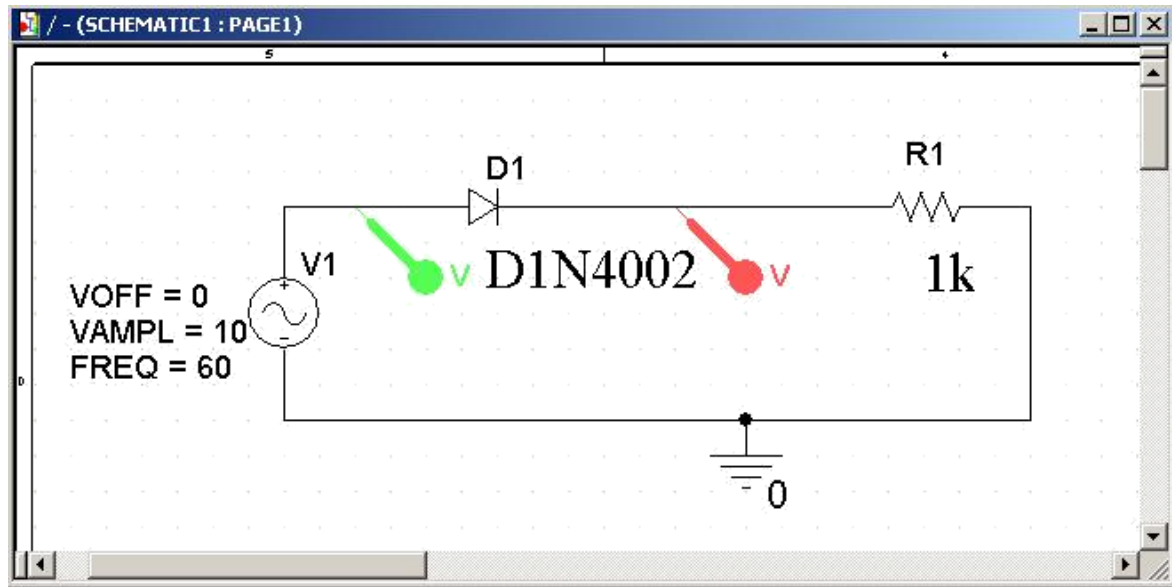 / - (SCHEMATIC1 : PAGE1)
5
4
D1
R1
V1
V
D1N4002
V
1k
VOFF = 0
VAMPL = 10
FREQ = 60
D
0